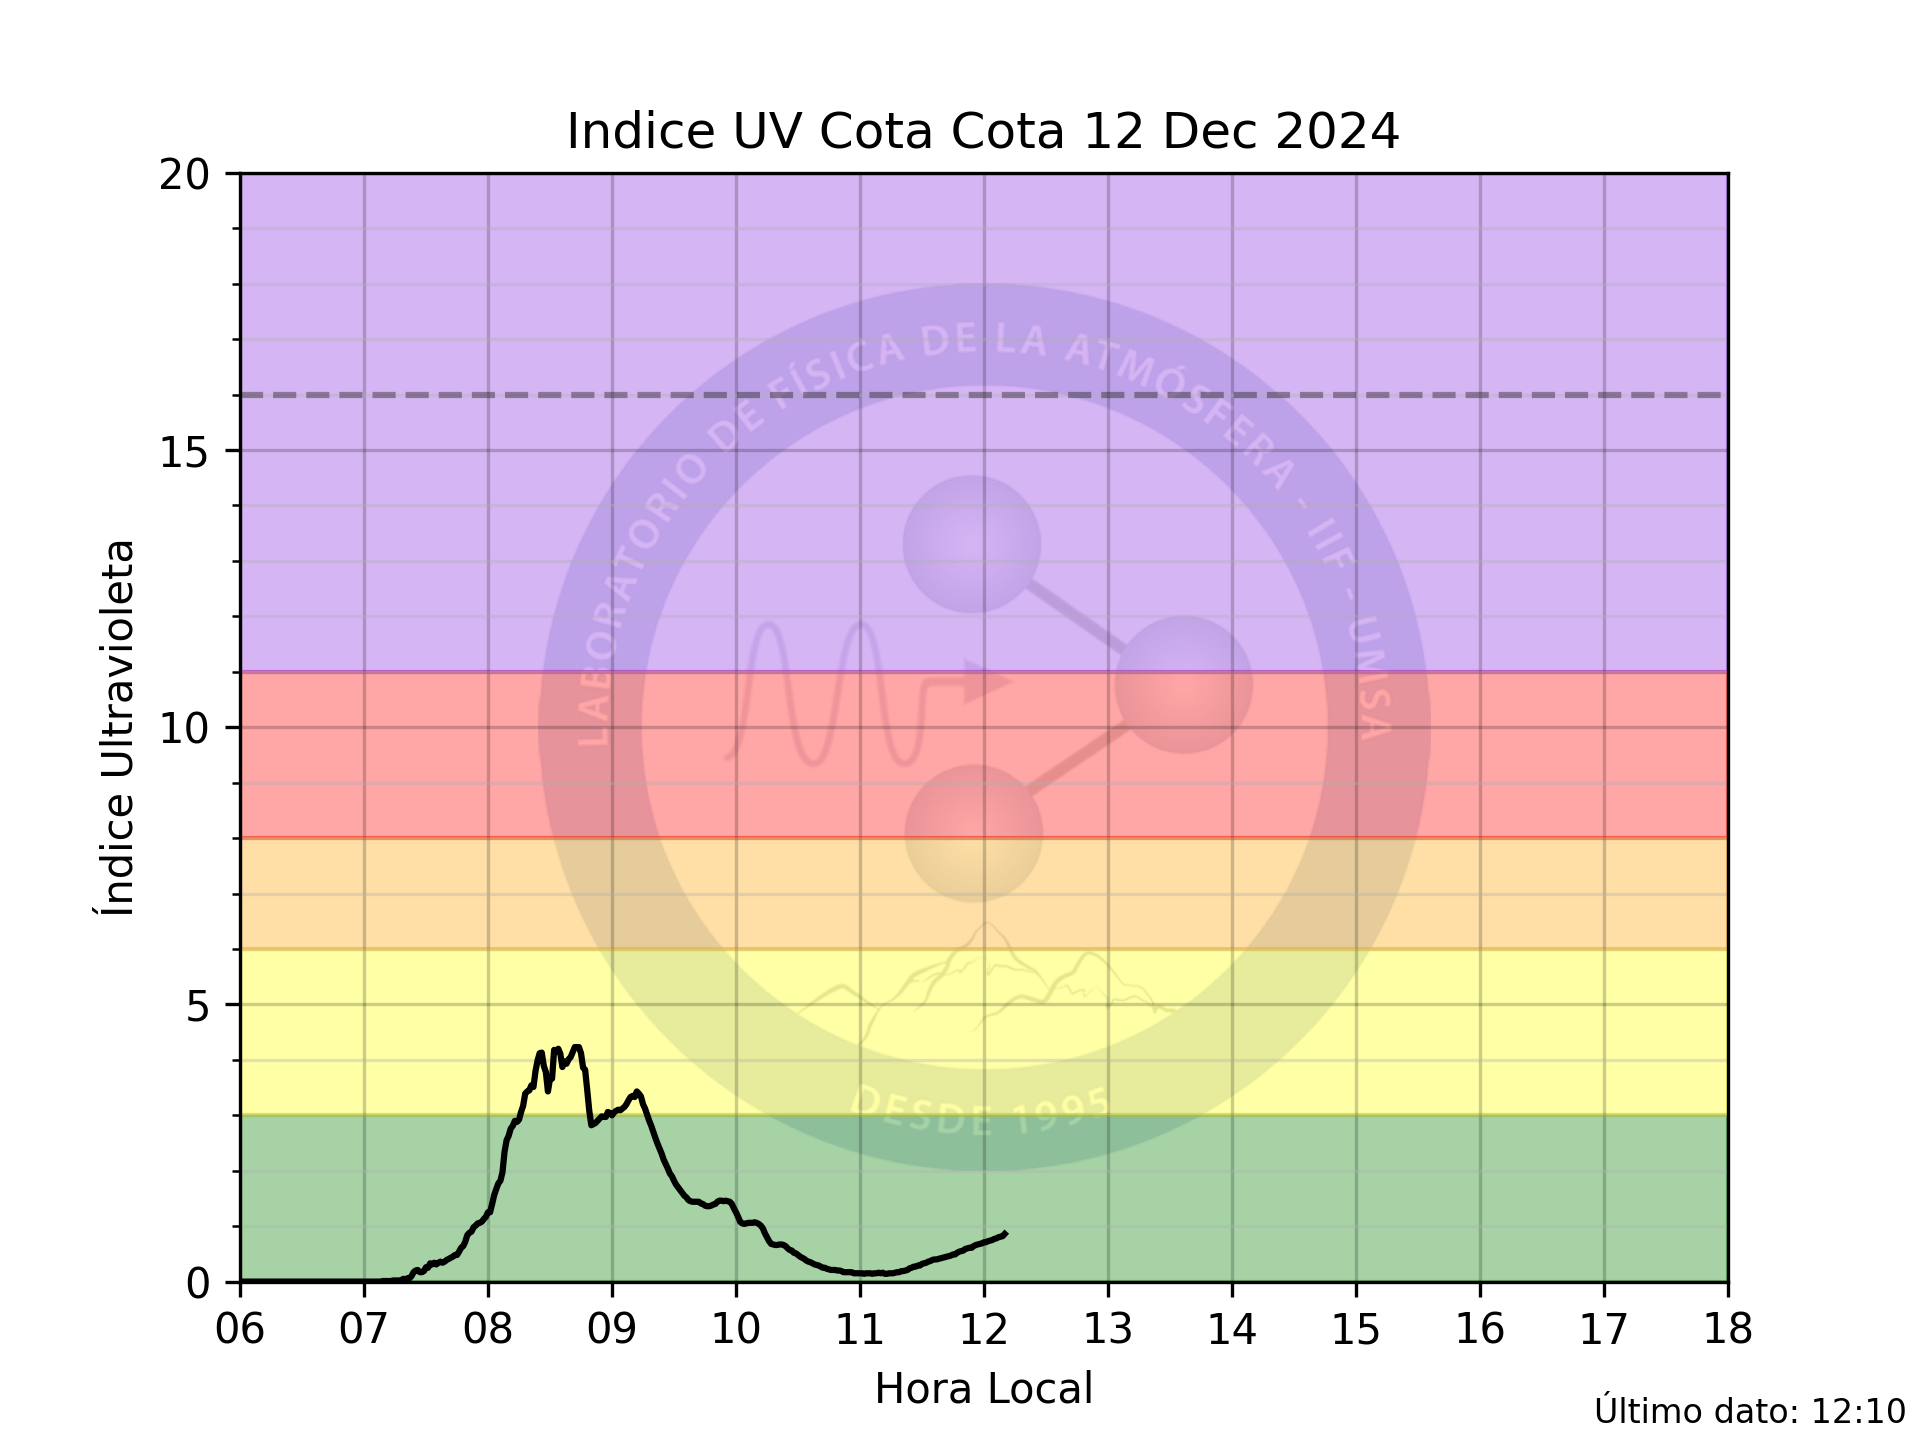 Indice UV Cota Cota 12 Dec 2024
20
15
10
5
0
Índice Ultravioleta
LABORATORIO DE FÍSICA DE LA ATMÓSFERA - IIF - UMSA
DESDE 1995
06 07 08 09 10 11 12 13 14 15 16 17 18
Hora Local
Último dato: 12:10